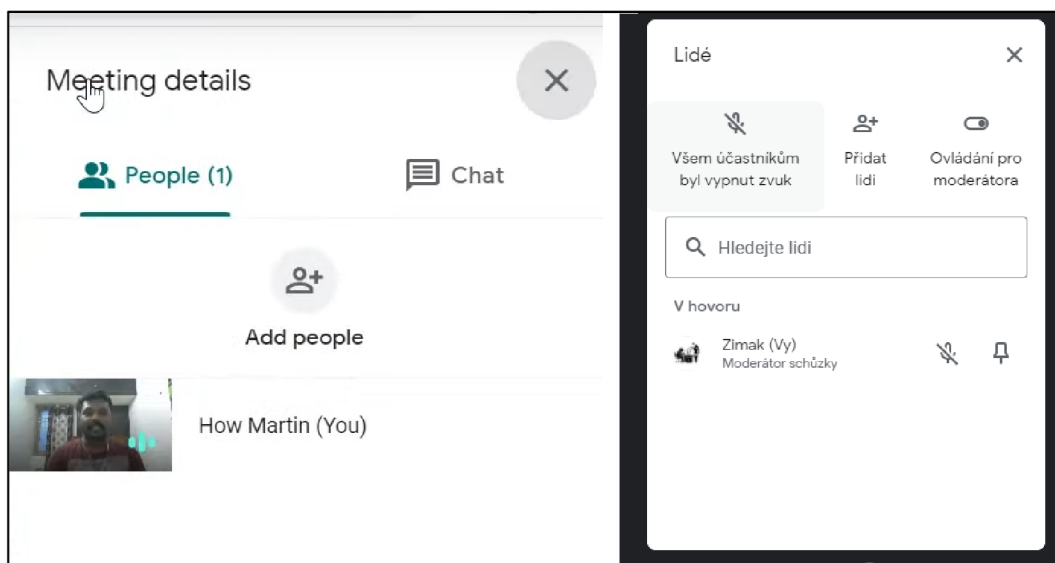 Meeting details
People (1)
Chat
Add people
How Martin (You)
Lidé
Všem účastníkům
byl vypnut zvuk
Přidat
lidi
Ovládání pro
moderátora
Hledejte lidi
V hovoru
Zimak (Vy)
Moderátor schůzky